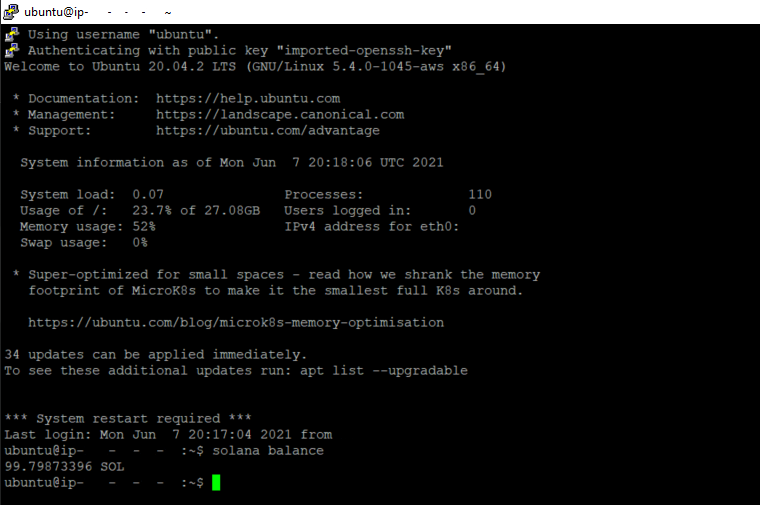 ubuntu@ip-   -  -  -   ~
Using username "ubuntu".
Authenticating with public key "imported-openssh-key"
Welcome to Ubuntu 20.04.2 LTS (GNU/Linux 5.4.0-1045-aws x86_64)
* Documentation:  https://help.ubuntu.com
* Management:     https://landscape.canonical.com
* Support:        https://ubuntu.com/advantage
System information as of Mon Jun  7 20:18:06 UTC 2021
System load:  0.07              Processes:             110
Usage of /:   23.7% of 27.08GB   Users logged in:       0
Memory usage: 52%               IPv4 address for eth0:
Swap usage:   0%
* Super-optimized for small spaces - read how we shrank the memory
footprint of MicroK8s to make it the smallest full K8s around.
https://ubuntu.com/blog/microk8s-memory-optimisation
34 updates can be applied immediately.
To see these additional updates run: apt list --upgradable
*** System restart required ***
Last login: Mon Jun  7 20:17:04 2021 from
ubuntu@ip-   -  -  -  :~$ solana balance
99.79873396 SOL
ubuntu@ip-   -  -  -  :~$